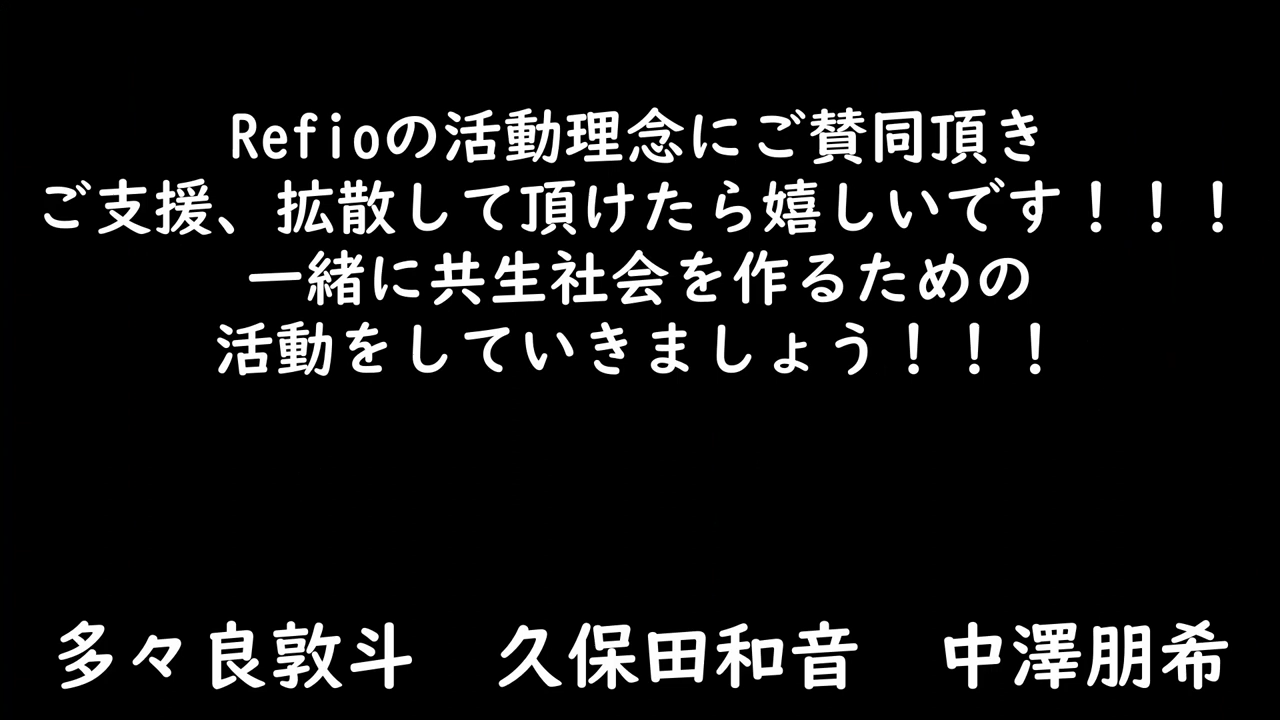 Refioの活動理念にご賛同頂き
ご支援、拡散して頂けたら嬉しいです！！！
一緒に共生社会を作るための
活動をしていきましょう！！！
多々良敦斗　久保田和音　中澤朋希